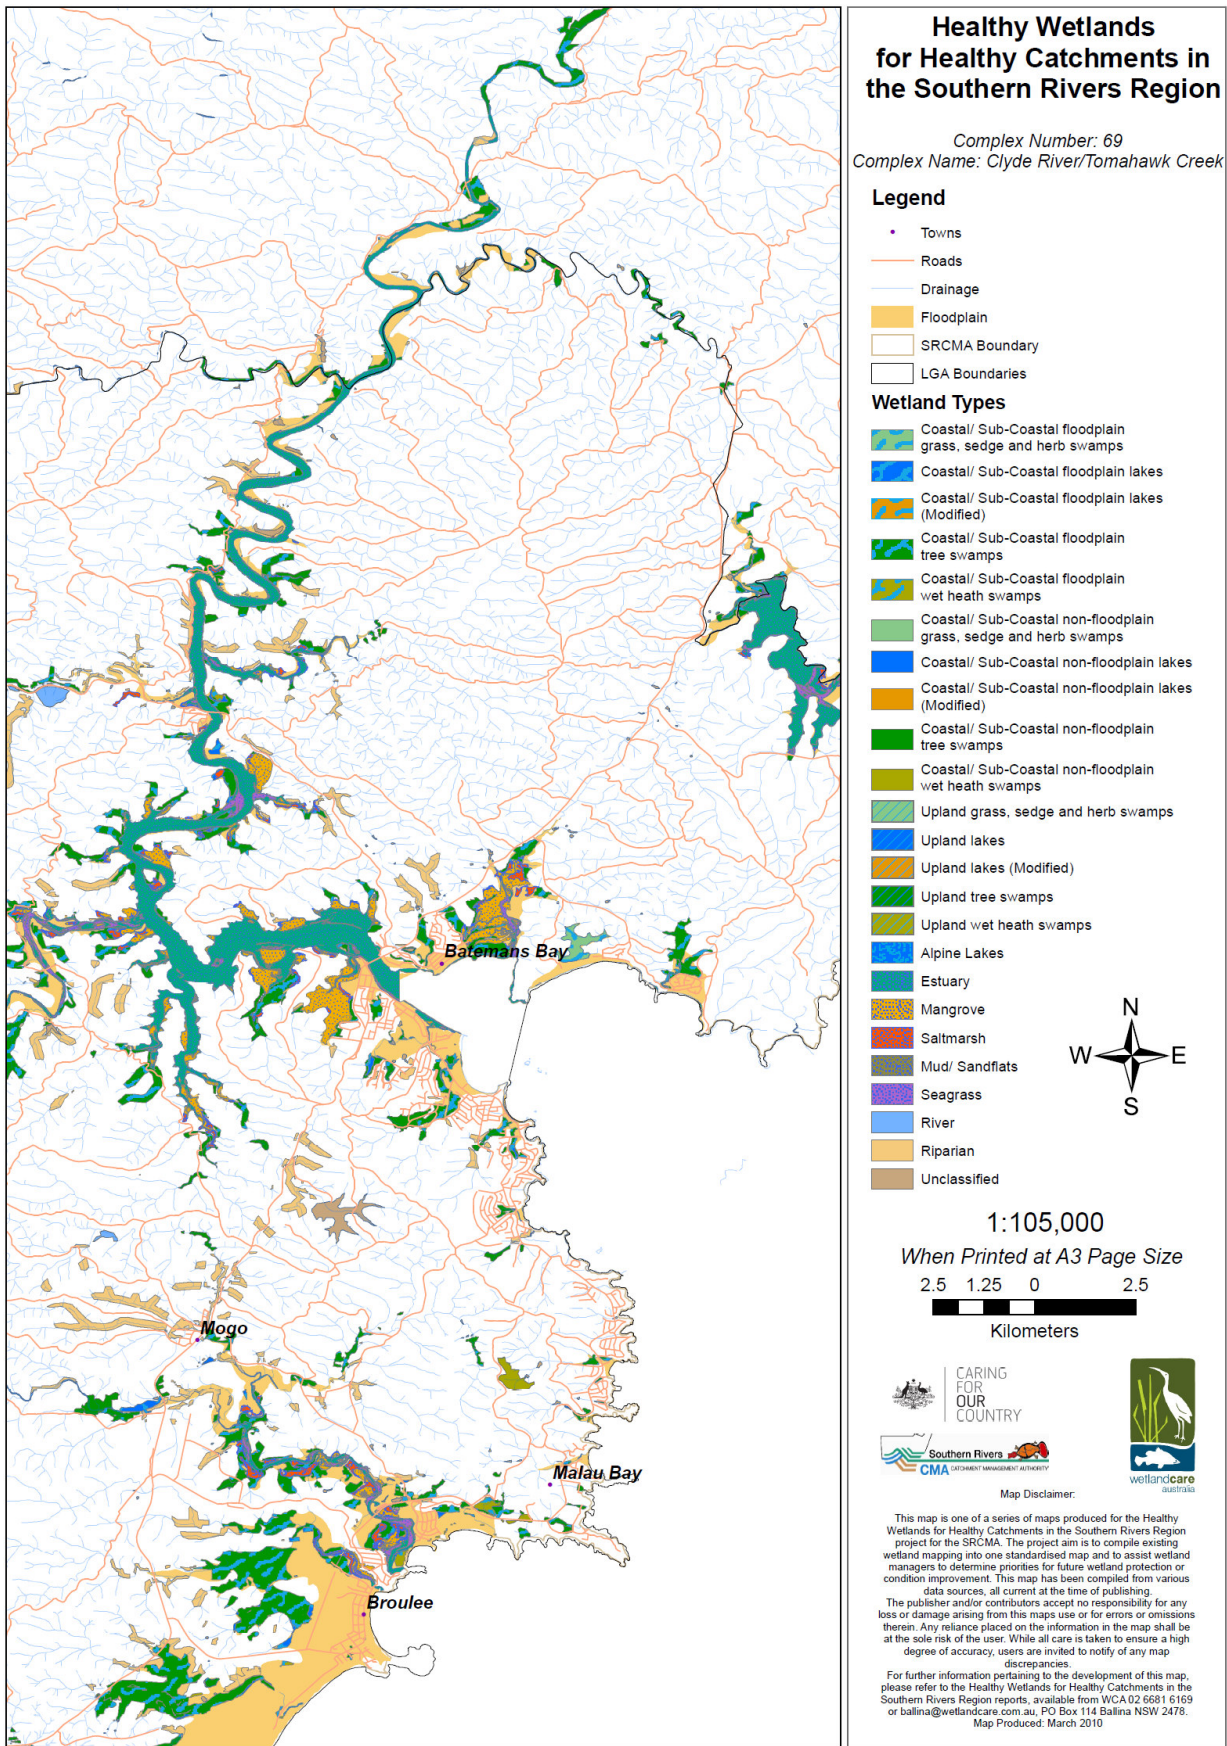 Healthy Wetlands
for Healthy Catchments in
the Southern Rivers Region
Complex Number: 69
Complex Name: Clyde River/Tomahawk Creek
Legend
Towns
Roads
Drainage
Floodplain
SRCMA Boundary
LGA Boundaries
Wetland Types
Coastal/ Sub-Coastal floodplain
grass, sedge and herb swamps
Coastal/ Sub-Coastal floodplain lakes
Coastal/ Sub-Coastal floodplain lakes
(Modified)
Coastal/ Sub-Coastal floodplain
tree swamps
Coastal/ Sub-Coastal floodplain
wet heath swamps
Coastal/ Sub-Coastal non-floodplain
grass, sedge and herb swamps
Coastal/ Sub-Coastal non-floodplain lakes
Coastal/ Sub-Coastal non-floodplain lakes
(Modified)
Coastal/ Sub-Coastal non-floodplain
tree swamps
Coastal/ Sub-Coastal non-floodplain
wet heath swamps
Upland grass, sedge and herb swamps
Upland lakes
Upland lakes (Modified)
Upland tree swamps
Upland wet heath swamps
Alpine Lakes
Estuary
Mangrove
Saltmarsh
Mud/ Sandflats
Seagrass
River
Riparian
Unclassified
N
W E
S
1:105,000
When Printed at A3 Page Size
2.5 1.25 0 2.5
Kilometers
CARING
FOR
OUR
COUNTRY
Southern Rivers
CMA CATCHMENT MANAGEMENT AUTHORITY
wetlandcare
australia
Map Disclaimer:
This map is one of a series of maps produced for the Healthy
Wetlands for Healthy Catchments in the Southern Rivers Region
project for the SRCMA. The project aim is to compile existing
wetland mapping into one standardised map and to assist wetland
managers to determine priorities for future wetland protection or
condition improvement. This map has been compiled from various
data sources, all current at the time of publishing.
The publisher and/or contributors accept no responsibility for any
loss or damage arising from this maps use or for errors or omissions
therein. Any reliance placed on the information in the map shall be
at the sole risk of the user. While all care is taken to ensure a high
degree of accuracy, users are invited to notify of any map
discrepancies.
For further information pertaining to the development of this map,
please refer to the Healthy Wetlands for Healthy Catchments in the
Southern Rivers Region reports, available from WCA 02 6681 6169
or ballina@wetlandcare.com.au, PO Box 114 Ballina NSW 2478.
Map Produced: March 2010
Batemans Bay
Mogo
Malau Bay
Broulee